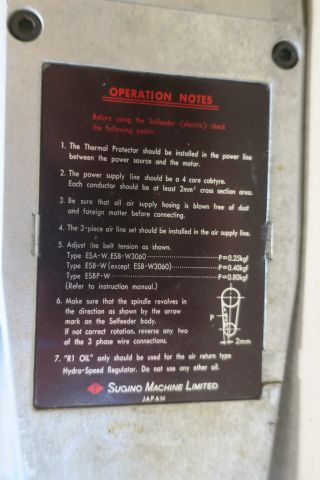 OPERATION NOTES
Before using the Selfeeder <electric> check
the following points:
1. The Thermal Protector should be installed in the power line
between the power source and the motor.
2. The power supply line should be a 4 core cabtyre.
Each conductor should be at least 2mm² cross section area.
3. Be sure that all air supply hosing is blown free of dust
and foreign matter before connecting.
4. The 3-piece air line set should be installed in the air supply line.
5. Adjust the belt tension as shown.
Type ESA-W, ESB-W3060 P=0.25kgf
Type ESB-W (except ESB-W3060) P=0.40kgf
Type ESBP-W P=0.80kgf
(Refer to instruction manual.)
6. Make sure that the spindle revolves in
the direction as shown by the arrow
mark on the Selfeeder body.
If not correct rotation, reverse any two
of the 3 phase wire connections.
P
2mm
7. "R1 OIL" only should be used for the air return type
Hydro-Speed Regulator. Do not use any other oil.
SUGINO MACHINE LIMITED
JAPAN